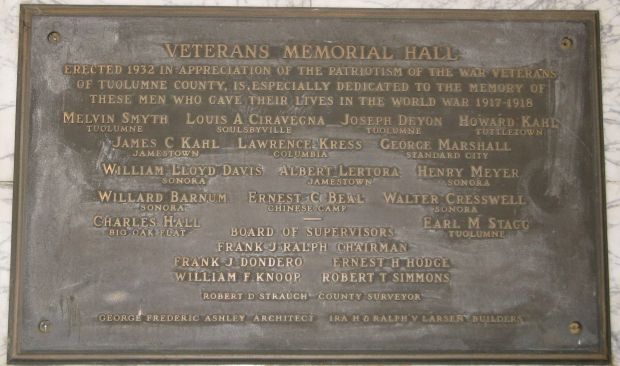 VETERANS MEMORIAL HALL
ERECTED 1932 IN APPRECIATION OF THE PATRIOTISM OF THE WAR VETERANS
OF TUOLUMNE COUNTY, IS, ESPECIALLY DEDICATED TO THE MEMORY OF
THESE MEN WHO GAVE THEIR LIVES IN THE WORLD WAR 1917-1918
MELVIN SMYTH LOUIS A CIRAVEGNA JOSEPH DEYON HOWARD KAHL
TUOLUMNE SOULSBYVILLE TUOLUMNE TUTTLETOWN
JAMES C KAHL LAWRENCE KRESS GEORGE MARSHALL
JAMESTOWN COLUMBIA STANDARD CITY
WILLIAM LLOYD DAVIS ALBERT LERTORA HENRY MEYER
SONORA JAMESTOWN SONORA
WILLARD BARNUM ERNEST C BEAL WALTER CRESSWELL
SONORA CHINESE CAMP SONORA
CHARLES HALL EARL M STAGG
BIG OAK FLAT TUOLUMNE
BOARD OF SUPERVISORS
FRANK J RALPH CHAIRMAN
FRANK J DONDERO ERNEST H HODGE
WILLIAM F KNOOP ROBERT T SIMMONS
ROBERT D STRAUCH COUNTY SURVEYOR
GEORGE FREDERIC ASHLEY ARCHITECT IRA H & RALPH V LARSEN BUILDERS